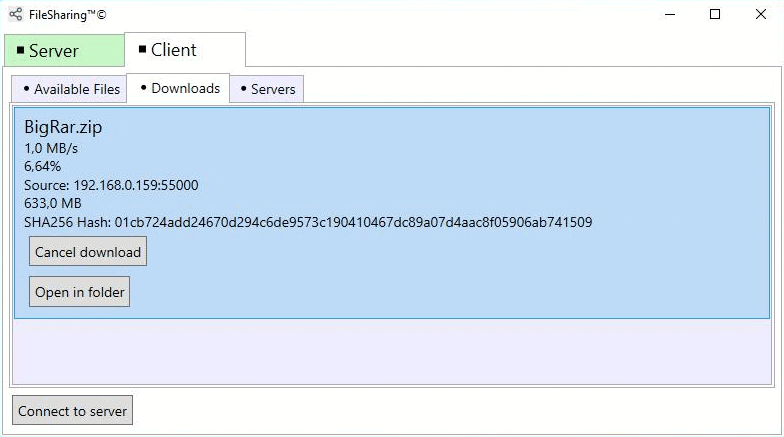 FileSharing™©
■ Server
■ Client
• Available Files
• Downloads
• Servers
BigRar.zip
1,0 MB/s
6,64%
Source: 192.168.0.159:55000
633,0 MB
SHA256 Hash: 01cb724add24670d294c6de9573c190410467dc89a07d4aac8f05906ab741509
Cancel download
Open in folder
Connect to server